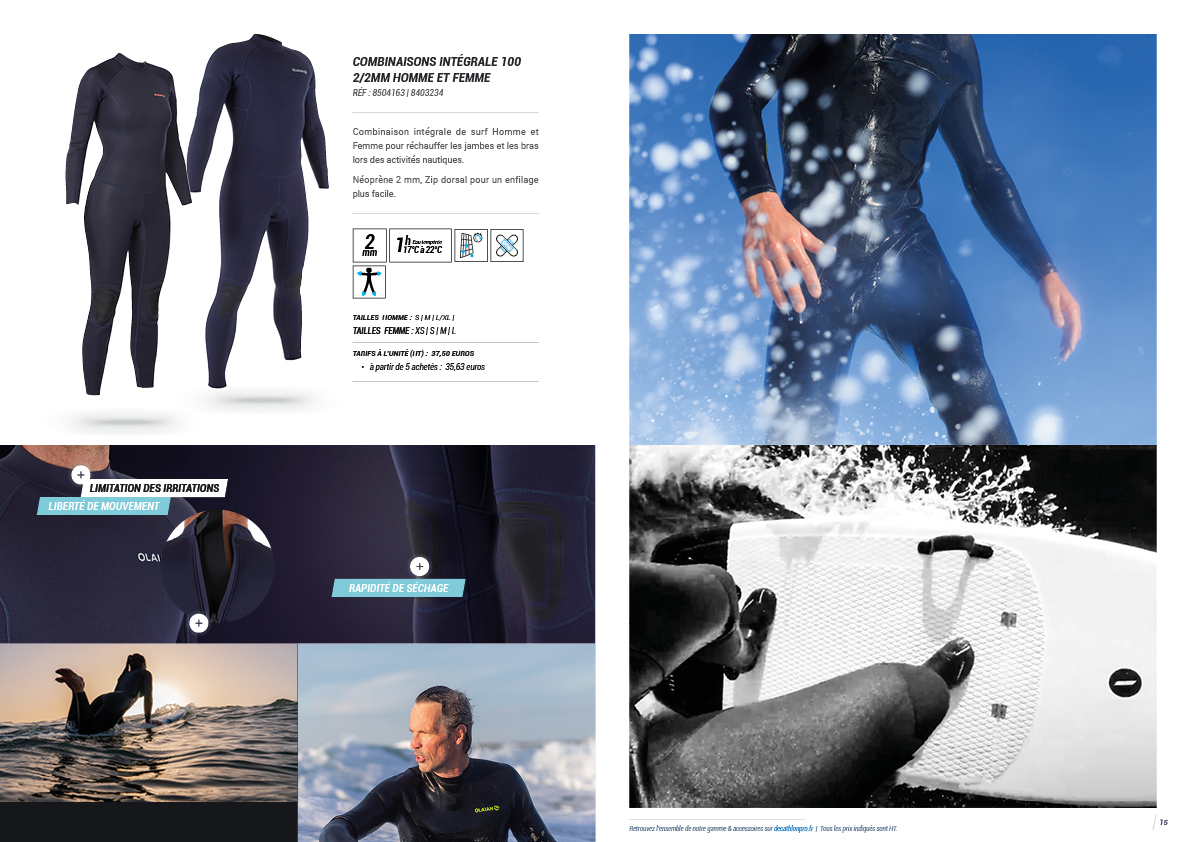 COMBINAISONS INTÉGRALE 100
2/2MM HOMME ET FEMME
RÉF : 8504163 | 8403234
Combinaison intégrale de surf Homme et
Femme pour réchauffer les jambes et les bras
lors des activités nautiques.
Néoprène 2 mm, Zip dorsal pour un enfilage
plus facile.
2
mm
1h Eau tempérée
17°C à 22°C
TAILLES HOMME : S | M | L/XL |
TAILLES FEMME : XS | S | M | L
TARIFS À L'UNITÉ (HT) : 37,50 EUROS
• à partir de 5 achetés : 35,63 euros
LIMITATION DES IRRITATIONS
LIBERTÉ DE MOUVEMENT
OLAI
RAPIDITÉ DE SÉCHAGE
OLAIAN
Retrouvez l'ensemble de notre gamme & accessoires sur decathlonpro.fr | Tous les prix indiqués sont HT.
15